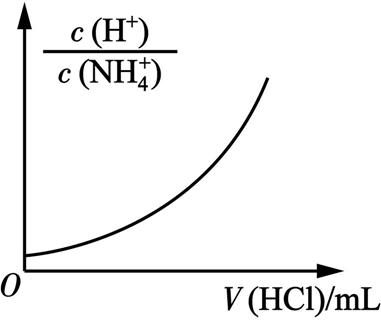 c (H⁺)
c (NH₄⁺)
O
V (HCl)/mL